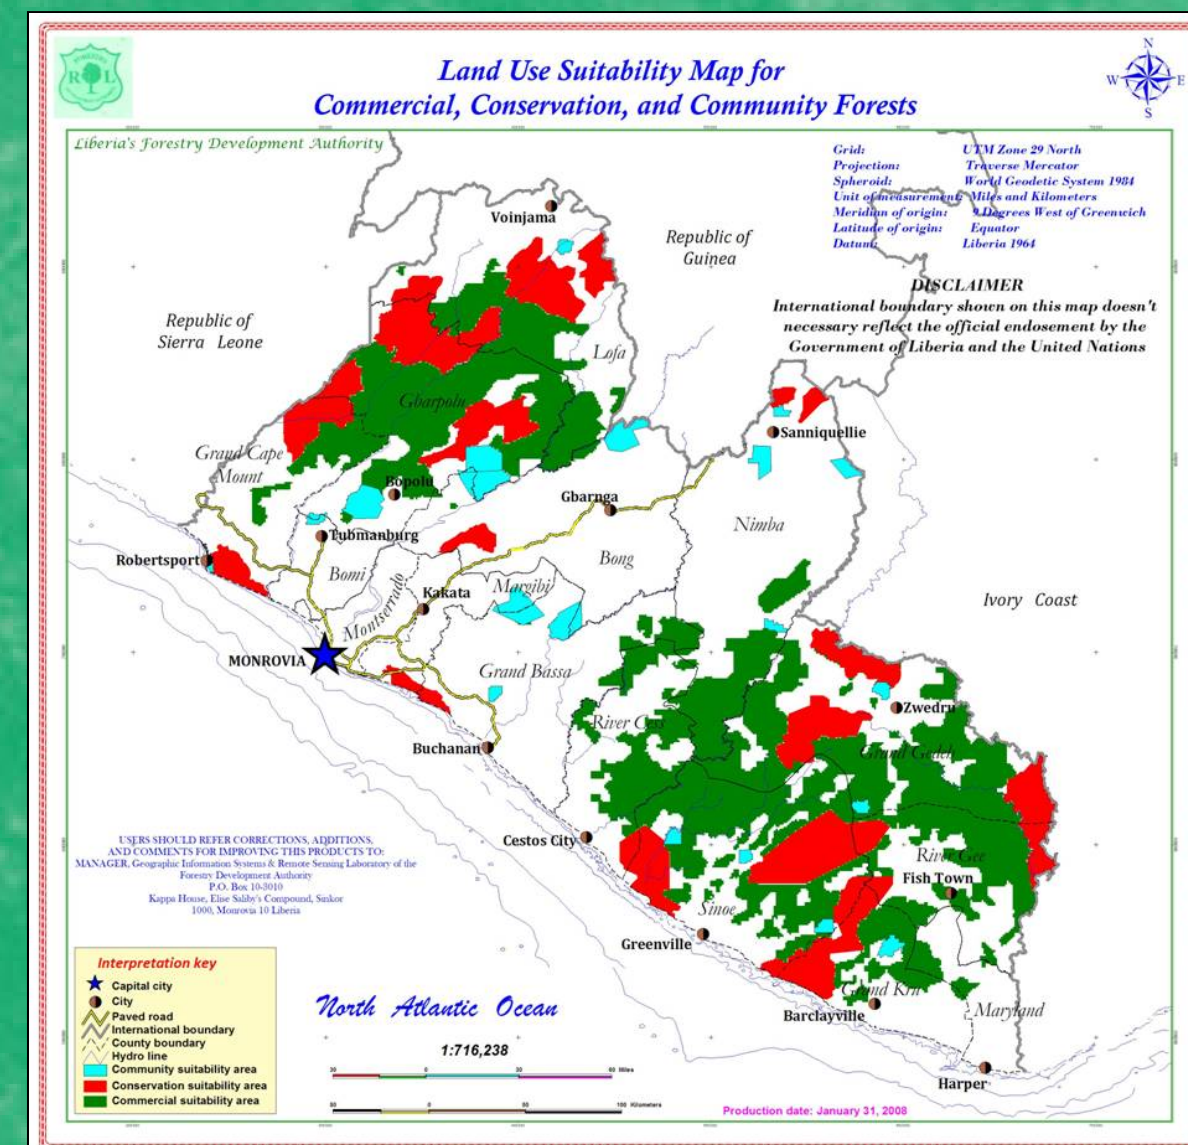 Land Use Suitability Map for
Commercial, Conservation, and Community Forests
N
W E
S
R L
Liberia's Forestry Development Authority
Grid: UTM Zone 29 North
Projection: Traverse Mercator
Spheroid: World Geodetic System 1984
Unit of measurement: Miles and Kilometers
Meridian of origin: 9 Degrees West of Greenwich
Latitude of origin: Equator
Datum: Liberia 1964
DISCLAIMER
International boundary shown on this map doesn't
necessary reflect the official endosement by the
Government of Liberia and the United Nations
Voinjama
Republic of
Guinea
Republic of
Sierra Leone
Lofa
Gbarpolu
Sanniquellie
Grand Cape
Mount
Bopolu
Gbarnga
Nimba
Tubmanburg
Robertsport
Bomi
Bong
Margibi
Kakata
Montserrado
Ivory Coast
MONROVIA
Grand Bassa
Zwedru
River Cess
Buchanan
Grand Gedeh
Cestos City
River Gee
Fish Town
Sinoe
Greenville
Grand Kru
Barclayville
Maryland
Harper
USERS SHOULD REFER CORRECTIONS, ADDITIONS,
AND COMMENTS FOR IMPROVING THIS PRODUCTS TO:
MANAGER, Geographic Information Systems & Remote Sensing Laboratory of the
Forestry Development Authority
P.O. Box 10-3010
Kappa House, Elise Saliby's Compound, Sinkor
1000, Monrovia 10 Liberia
Interpretation key
Capital city
City
Paved road
International boundary
County boundary
Hydro line
Community suitability area
Conservation suitability area
Commercial suitability area
North Atlantic Ocean
1:716,238
30 0 30 60 Miles
50 0 50 100 Kilometers
Production date: January 31, 2008